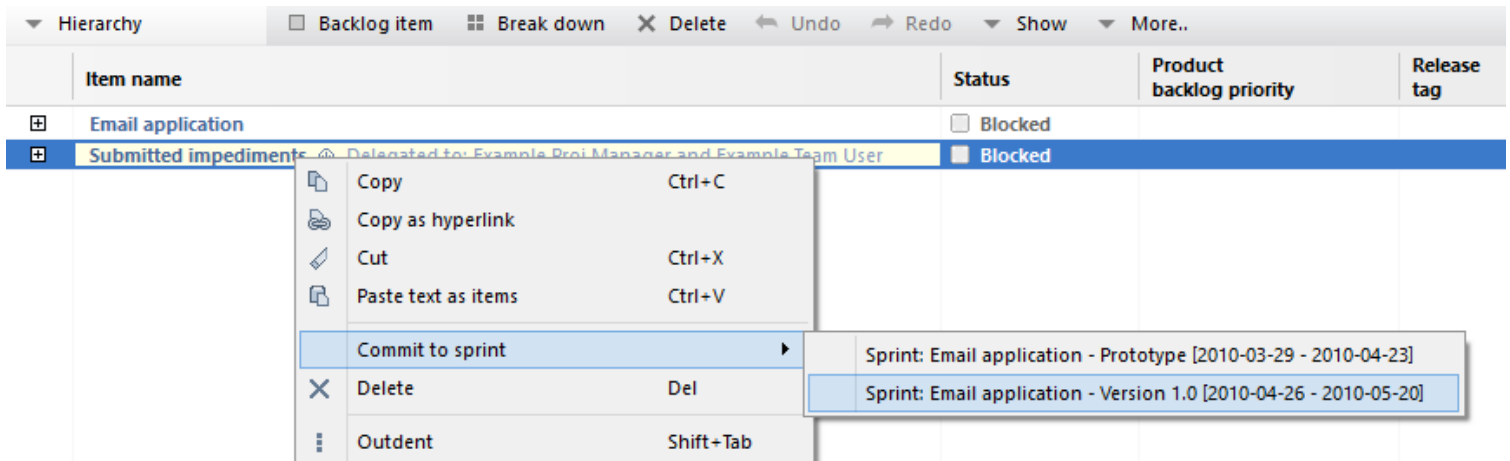 Hierarchy Backlog item Break down Delete Undo Redo Show More..
Item name Status Product backlog priority Release tag
Email application Blocked
Submitted impediments Delegated to: Example Proj Manager and Example Team User Blocked
Copy Ctrl+C
Copy as hyperlink
Cut Ctrl+X
Paste text as items Ctrl+V
Commit to sprint
Sprint: Email application - Prototype [2010-03-29 - 2010-04-23]
Delete Del
Sprint: Email application - Version 1.0 [2010-04-26 - 2010-05-20]
Outdent Shift+Tab